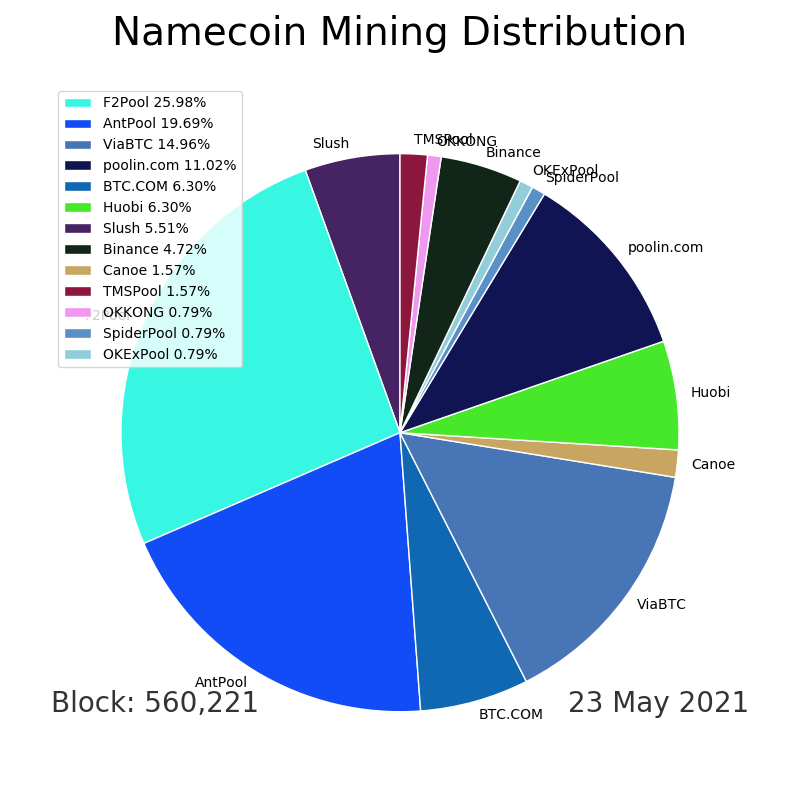 Namecoin Mining Distribution
F2Pool 25.98%
AntPool 19.69%
ViaBTC 14.96%
poolin.com 11.02%
BTC.COM 6.30%
Huobi 6.30%
Slush 5.51%
Binance 4.72%
Canoe 1.57%
TMSPool 1.57%
OKKONG 0.79%
SpiderPool 0.79%
OKExPool 0.79%
Slush
TMSPool
OKKONG
Binance
OKExPool
SpiderPool
poolin.com
Huobi
Canoe
ViaBTC
BTC.COM
AntPool
F2Pool
Block: 560,221
23 May 2021